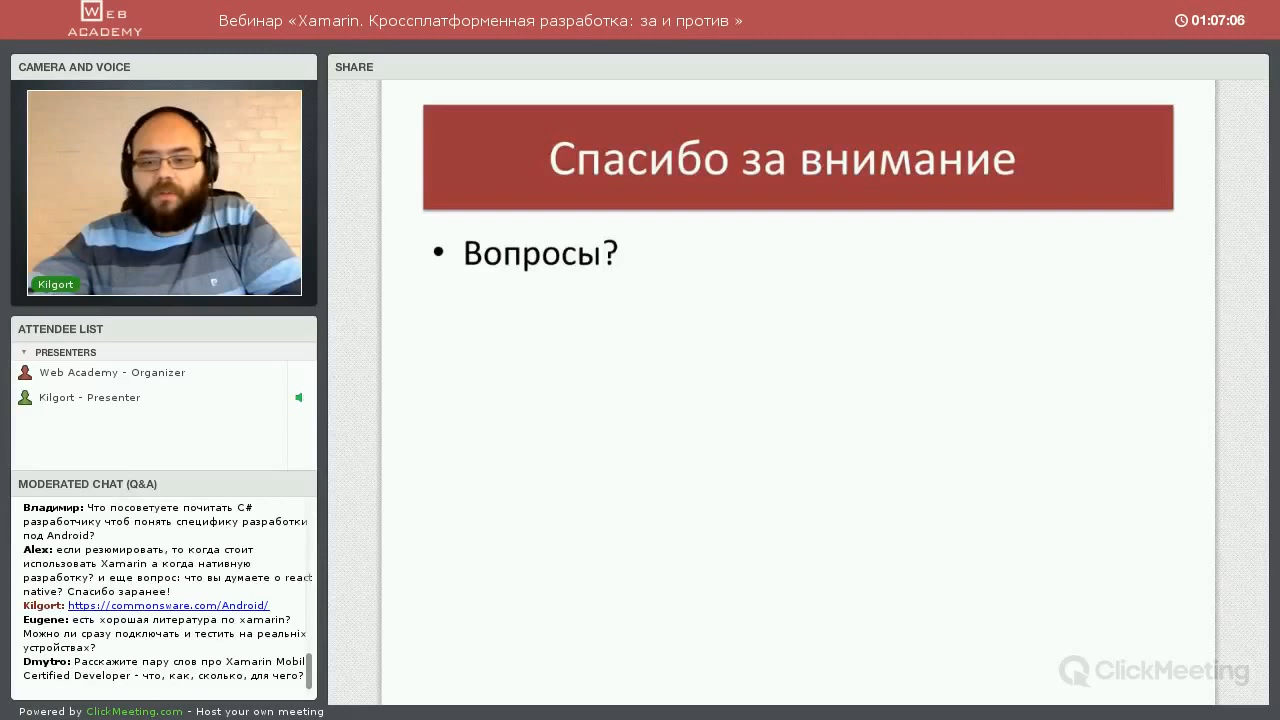 WEB
ACADEMY
Вебинар «Xamarin. Кроссплатформенная разработка: за и против »
01:07:06
CAMERA AND VOICE
Kilgort
ATTENDEE LIST
PRESENTERS
Web Academy - Organizer
Kilgort - Presenter
MODERATED CHAT (Q&A)
Владимир: Что посоветуете почитать C#
разработчику чтоб понять специфику разработки
под Android?
Alex: если резюмировать, то когда стоит
использовать Xamarin а когда нативную
разработку? и еще вопрос: что вы думаете о react
native? Спасибо заранее!
Kilgort: https://commonsware.com/Android/
Eugene: есть хорошая литература по xamarin?
Можно ли сразу подключать и тестить на реальніх
устройствах?
Dmytro: Расскажите пару слов про Xamarin Mobil
Certified Developer - что, как, сколько, для чего?
SHARE
Спасибо за внимание
• Вопросы?
ClickMeeting
Powered by ClickMeeting.com - Host your own meeting